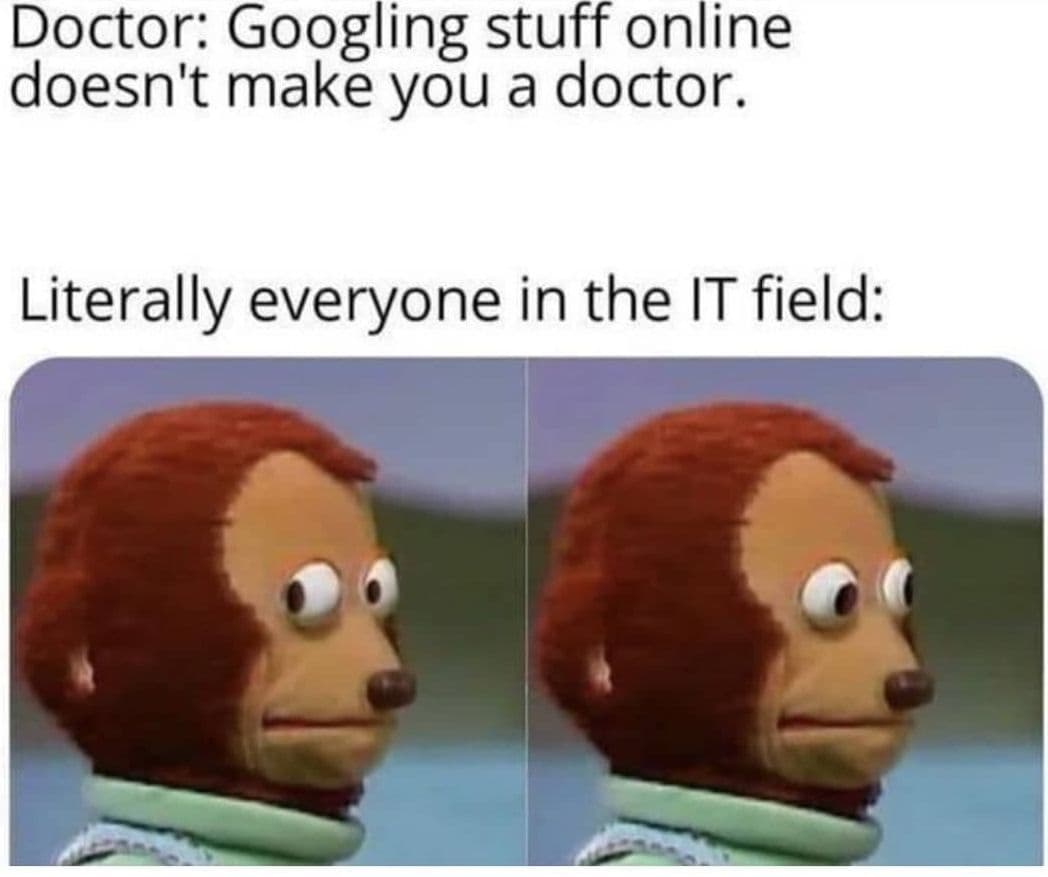 Doctor: Googling stuff online
doesn't make you a doctor.
Literally everyone in the IT field: